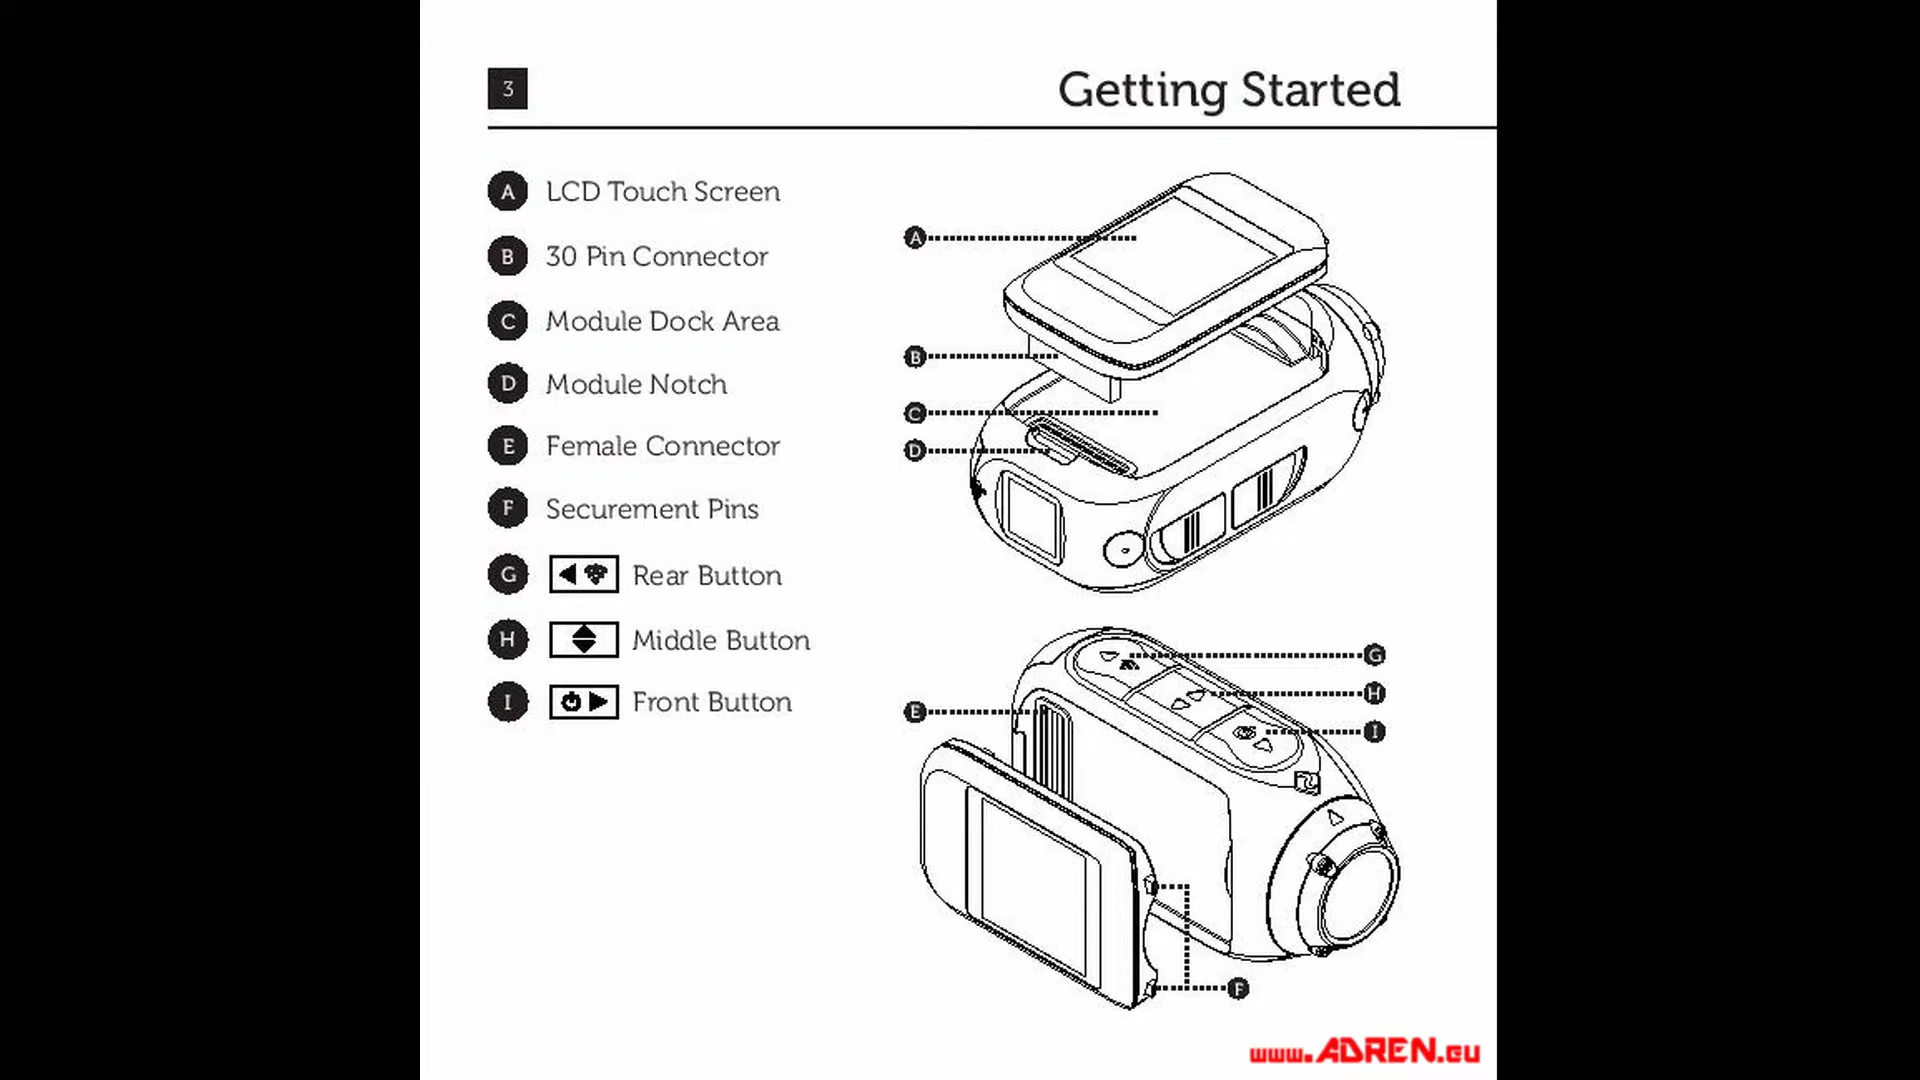 3
Getting Started
A LCD Touch Screen
B 30 Pin Connector
C Module Dock Area
D Module Notch
E Female Connector
F Securement Pins
G Rear Button
H Middle Button
I Front Button
A
B
C
D
G
H
E
I
F
www.ADREN.eu